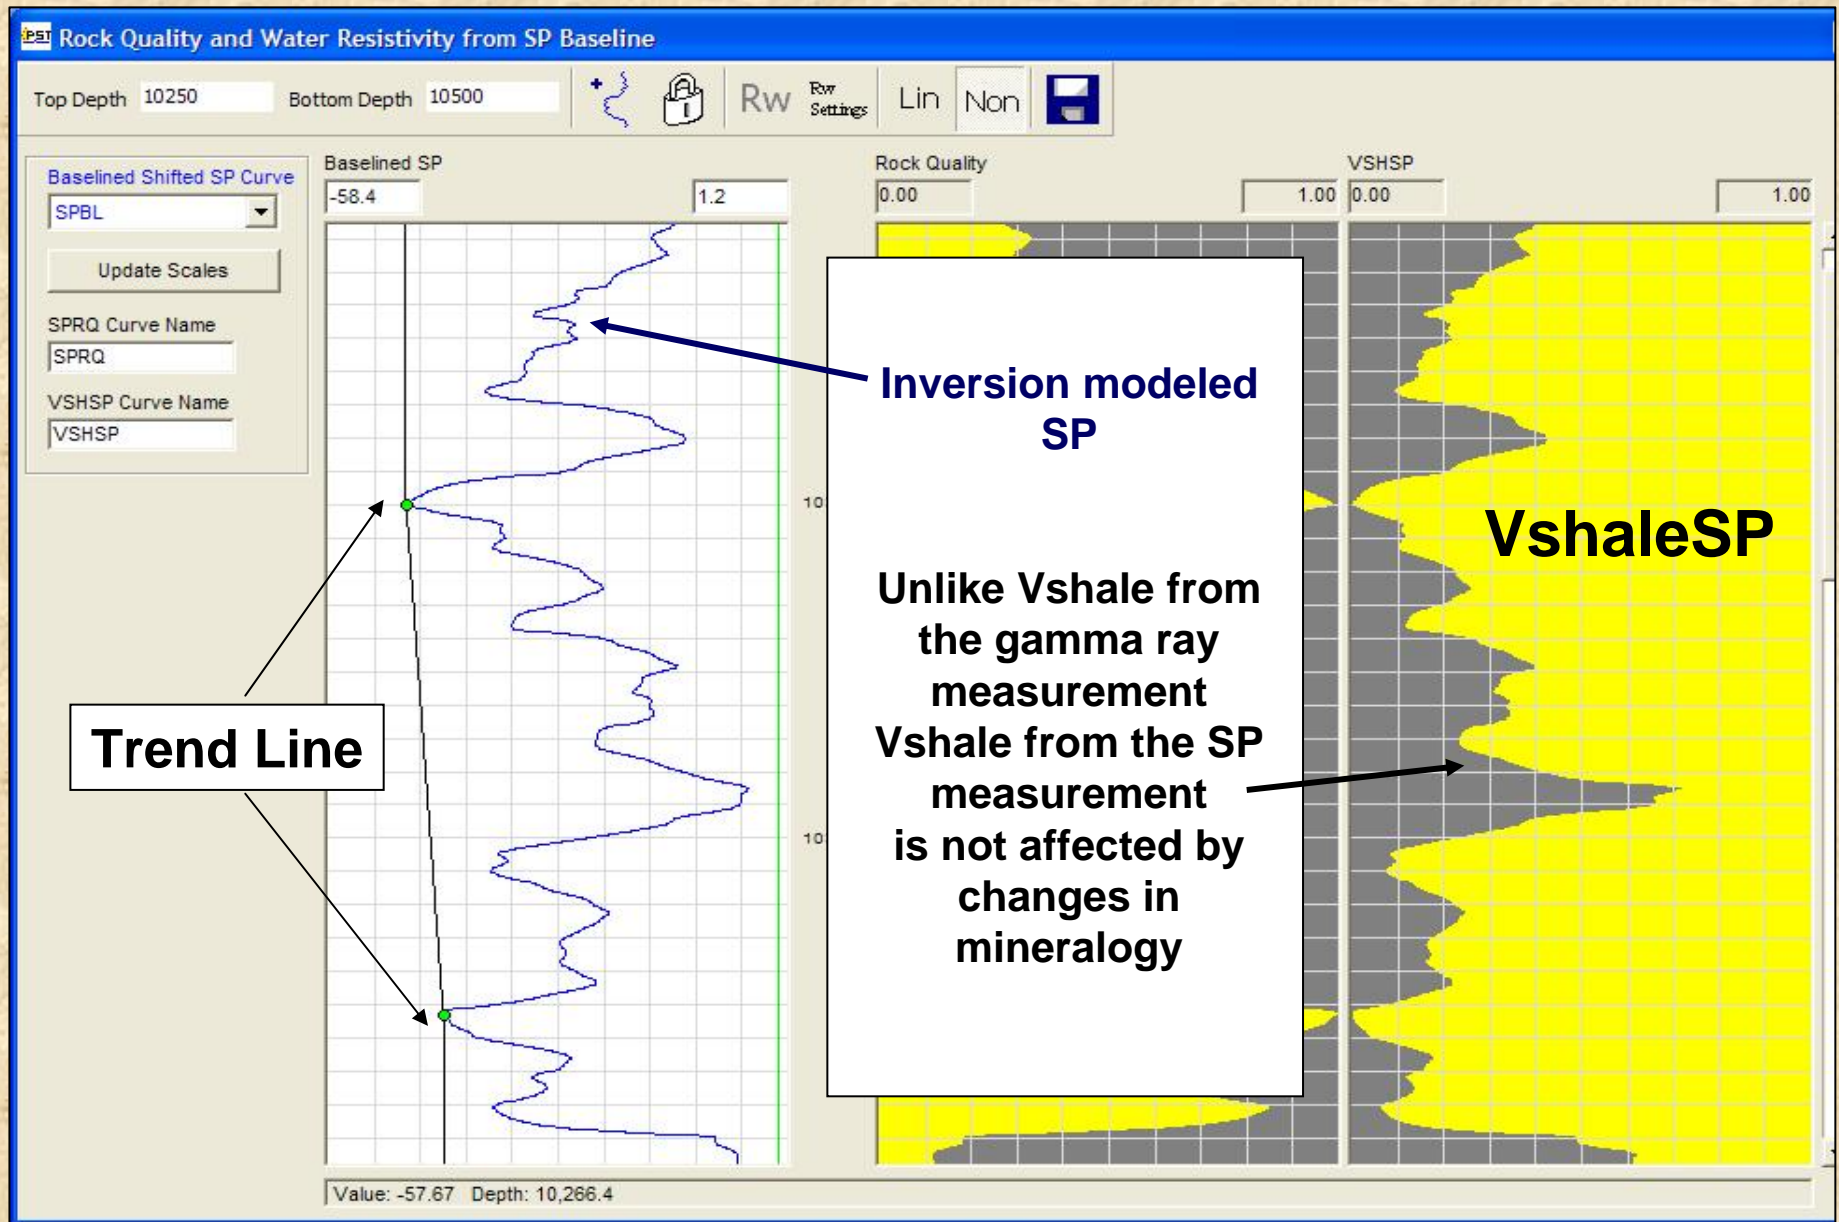 PST Rock Quality and Water Resistivity from SP Baseline
Top Depth 10250 Bottom Depth 10500 Rw Rw Settings Lin Non
Baselined Shifted SP Curve
SPBL
Update Scales
SPRQ Curve Name
SPRQ
VSHSP Curve Name
VSHSP
Baselined SP
-58.4 1.2
Rock Quality
0.00 1.00
VSHSP
0.00 1.00
Inversion modeled
SP
Unlike Vshale from
the gamma ray
measurement
Vshale from the SP
measurement
is not affected by
changes in
mineralogy
VshaleSP
Trend Line
10
10
Value: -57.67 Depth: 10,266.4